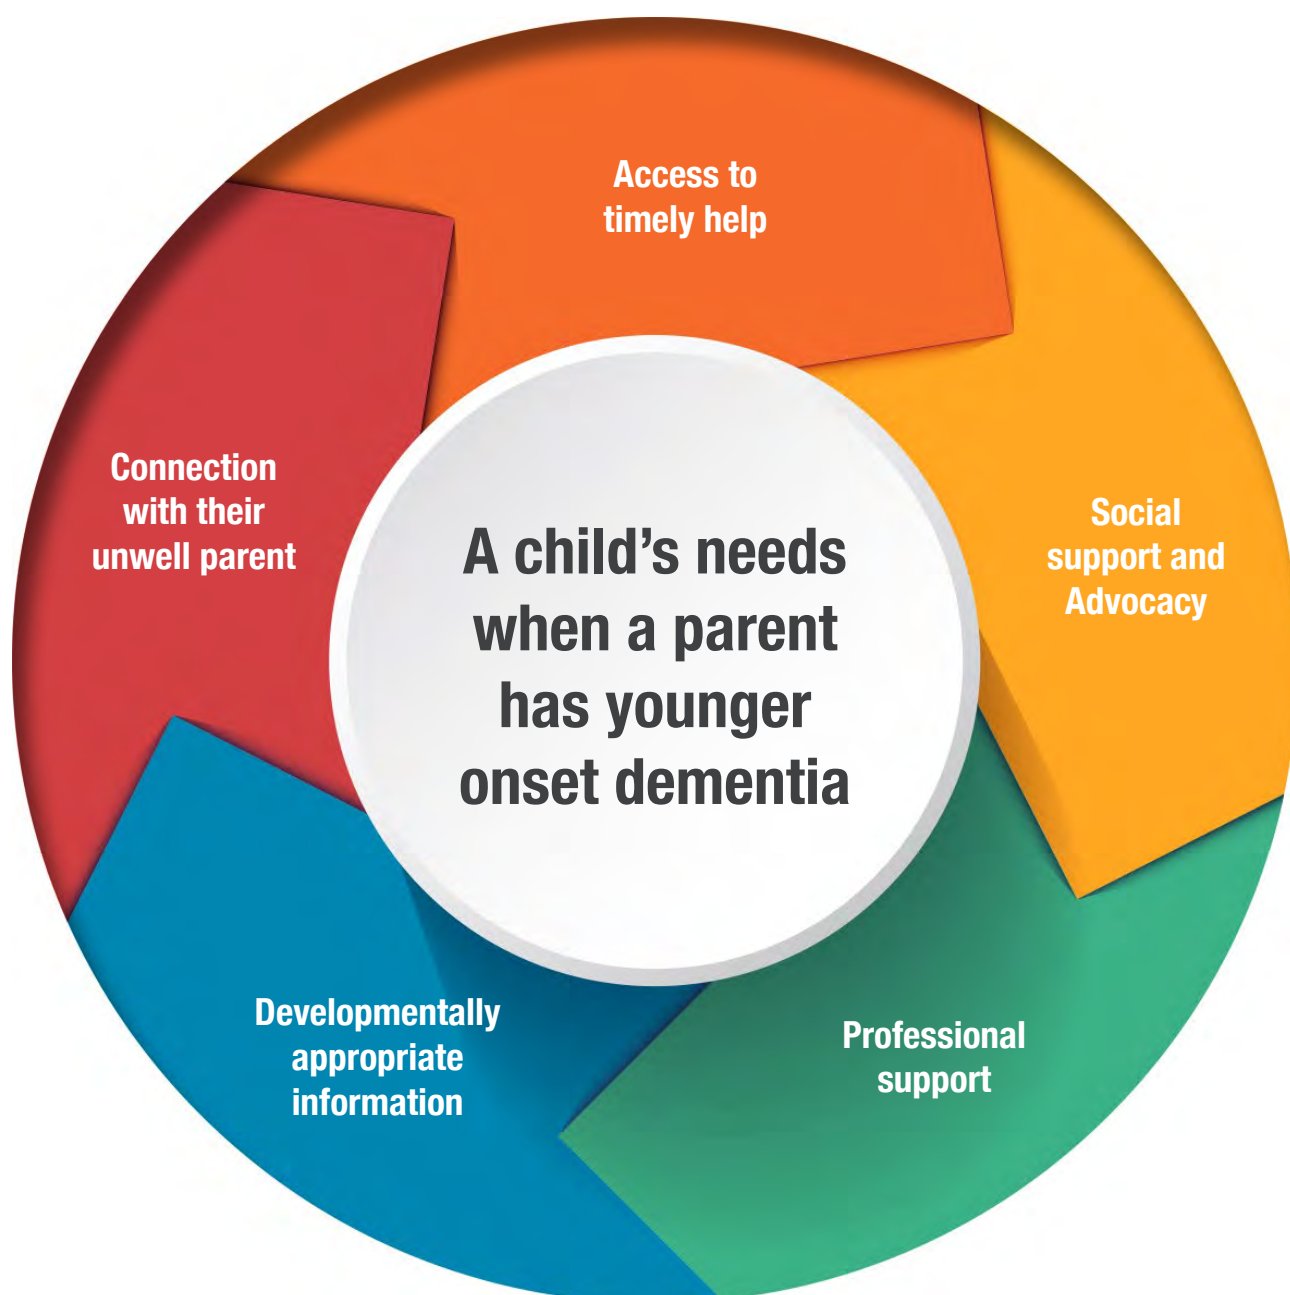 Access to
timely help
Connection
with their
unwell parent
Social
support and
Advocacy
A child’s needs
when a parent
has younger
onset dementia
Developmentally
appropriate
information
Professional
support